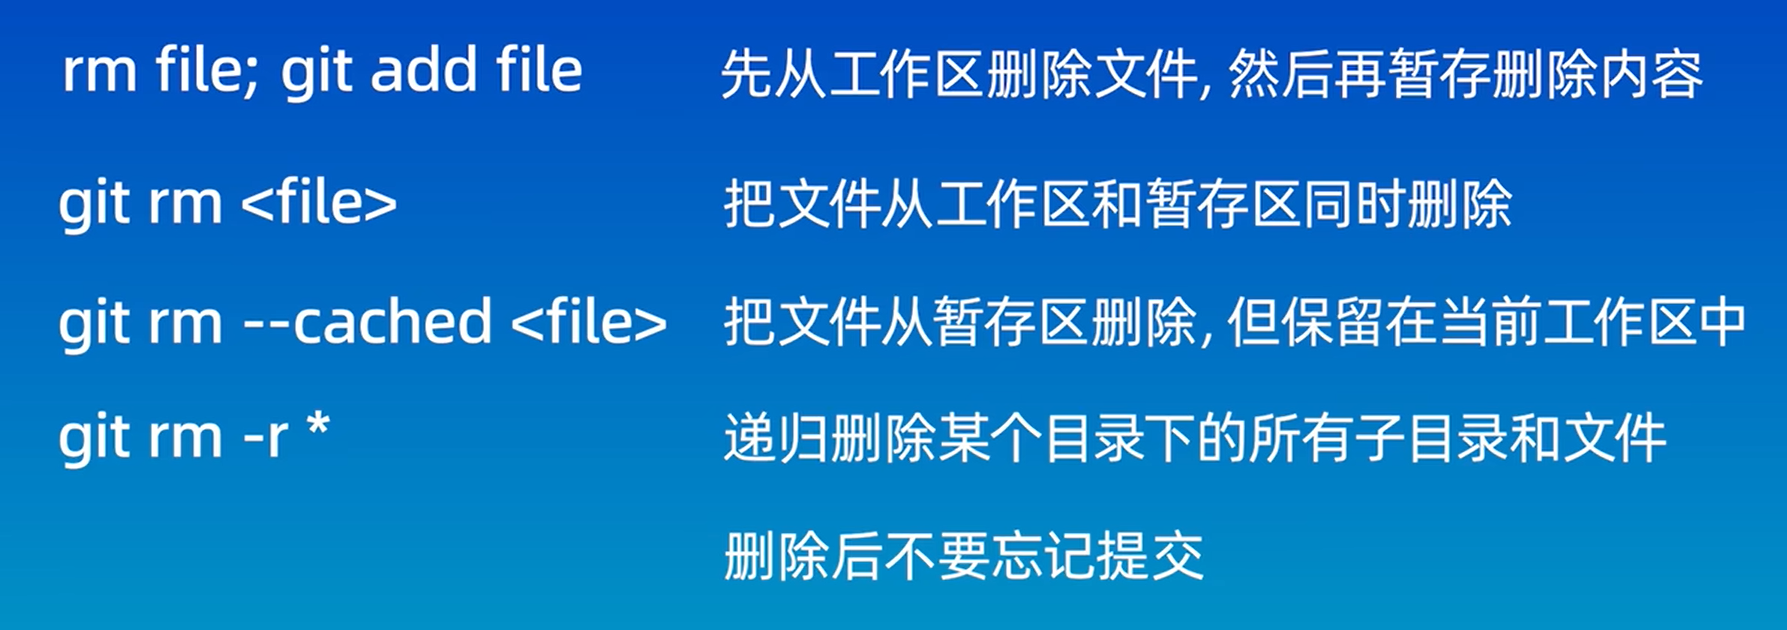 rm file; git add file 先从工作区删除文件, 然后再暂存删除内容
git rm <file> 把文件从工作区和暂存区同时删除
git rm --cached <file> 把文件从暂存区删除, 但保留在当前工作区中
git rm -r * 递归删除某个目录下的所有子目录和文件
删除后不要忘记提交